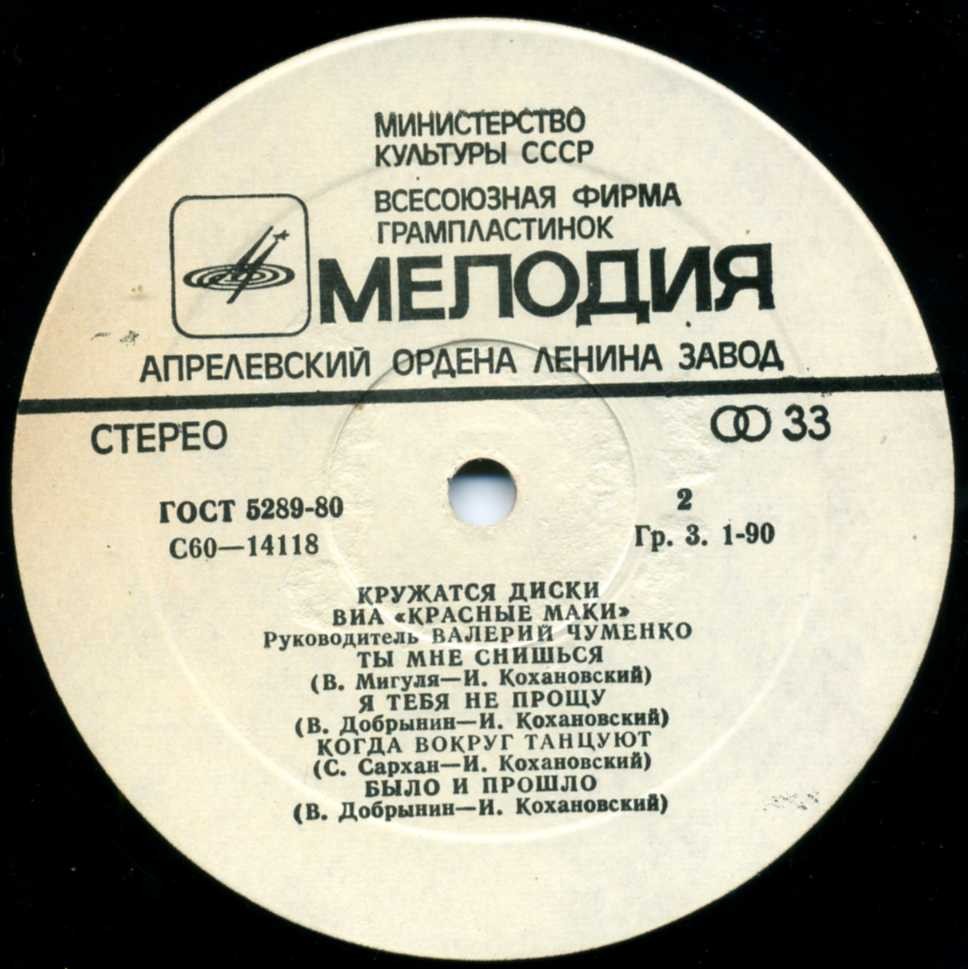 МИНИСТЕРСТВО
КУЛЬТУРЫ СССР
ВСЕСОЮЗНАЯ ФИРМА
ГРАМПЛАСТИНОК
МЕЛОДИЯ
АПРЕЛЕВСКИЙ ОРДЕНА ЛЕНИНА ЗАВОД
СТЕРЕО
33
ГОСТ 5289-80
2
С60—14118
Гр. 3. 1-90
КРУЖАТСЯ ДИСКИ
ВИА «КРАСНЫЕ МАКИ»
Руководитель ВАЛЕРИЙ ЧУМЕНКО
ТЫ МНЕ СНИШЬСЯ
(В. Мигуля—И. Кохановский)
Я ТЕБЯ НЕ ПРОЩУ
(В. Добрынин—И. Кохановский)
КОГДА ВОКРУГ ТАНЦУЮТ
(С. Сархан—И. Кохановский)
БЫЛО И ПРОШЛО
(В. Добрынин—И. Кохановский)